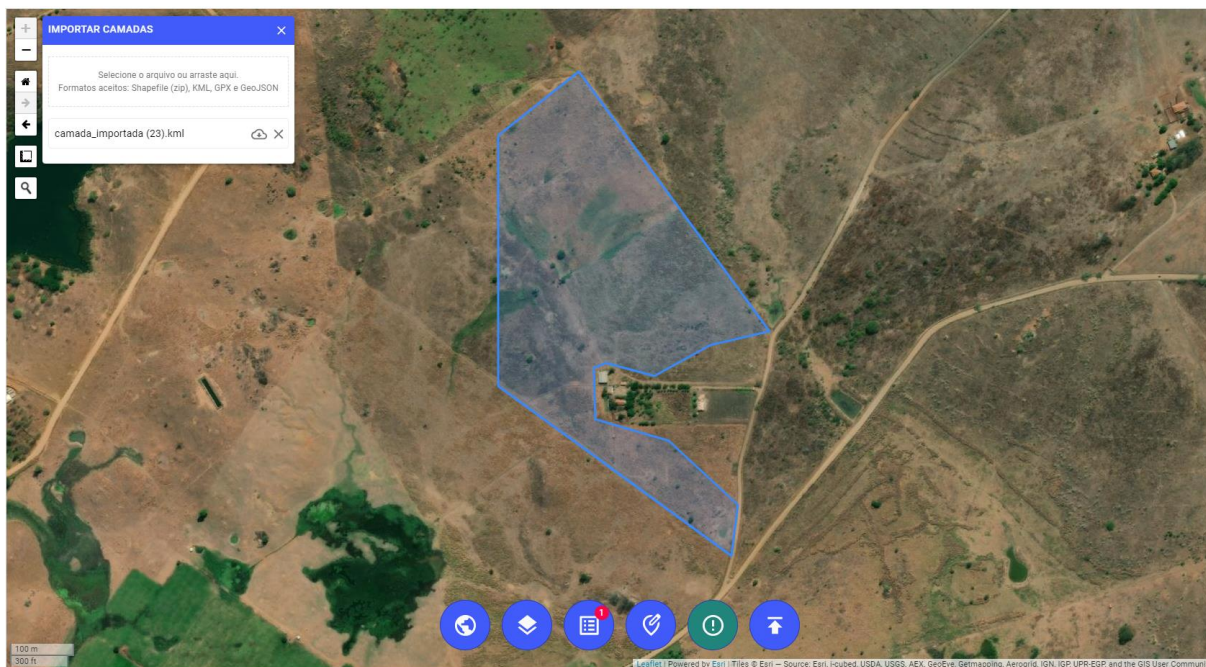 IMPORTAR CAMADAS
Selecione o arquivo ou arraste aqui.
Formatos aceitos: Shapefile (zip), KML, GPX e GeoJSON
camada_importada (23).kml
1
100 m
300 ft
Leaflet | Powered by Esri | Tiles © Esri — Source: Esri, i-cubed, USDA, USGS, AEX, GeoEye, Getmapping, Aerogrid, IGN, IGP, UPR-EGP, and the GIS User Communi